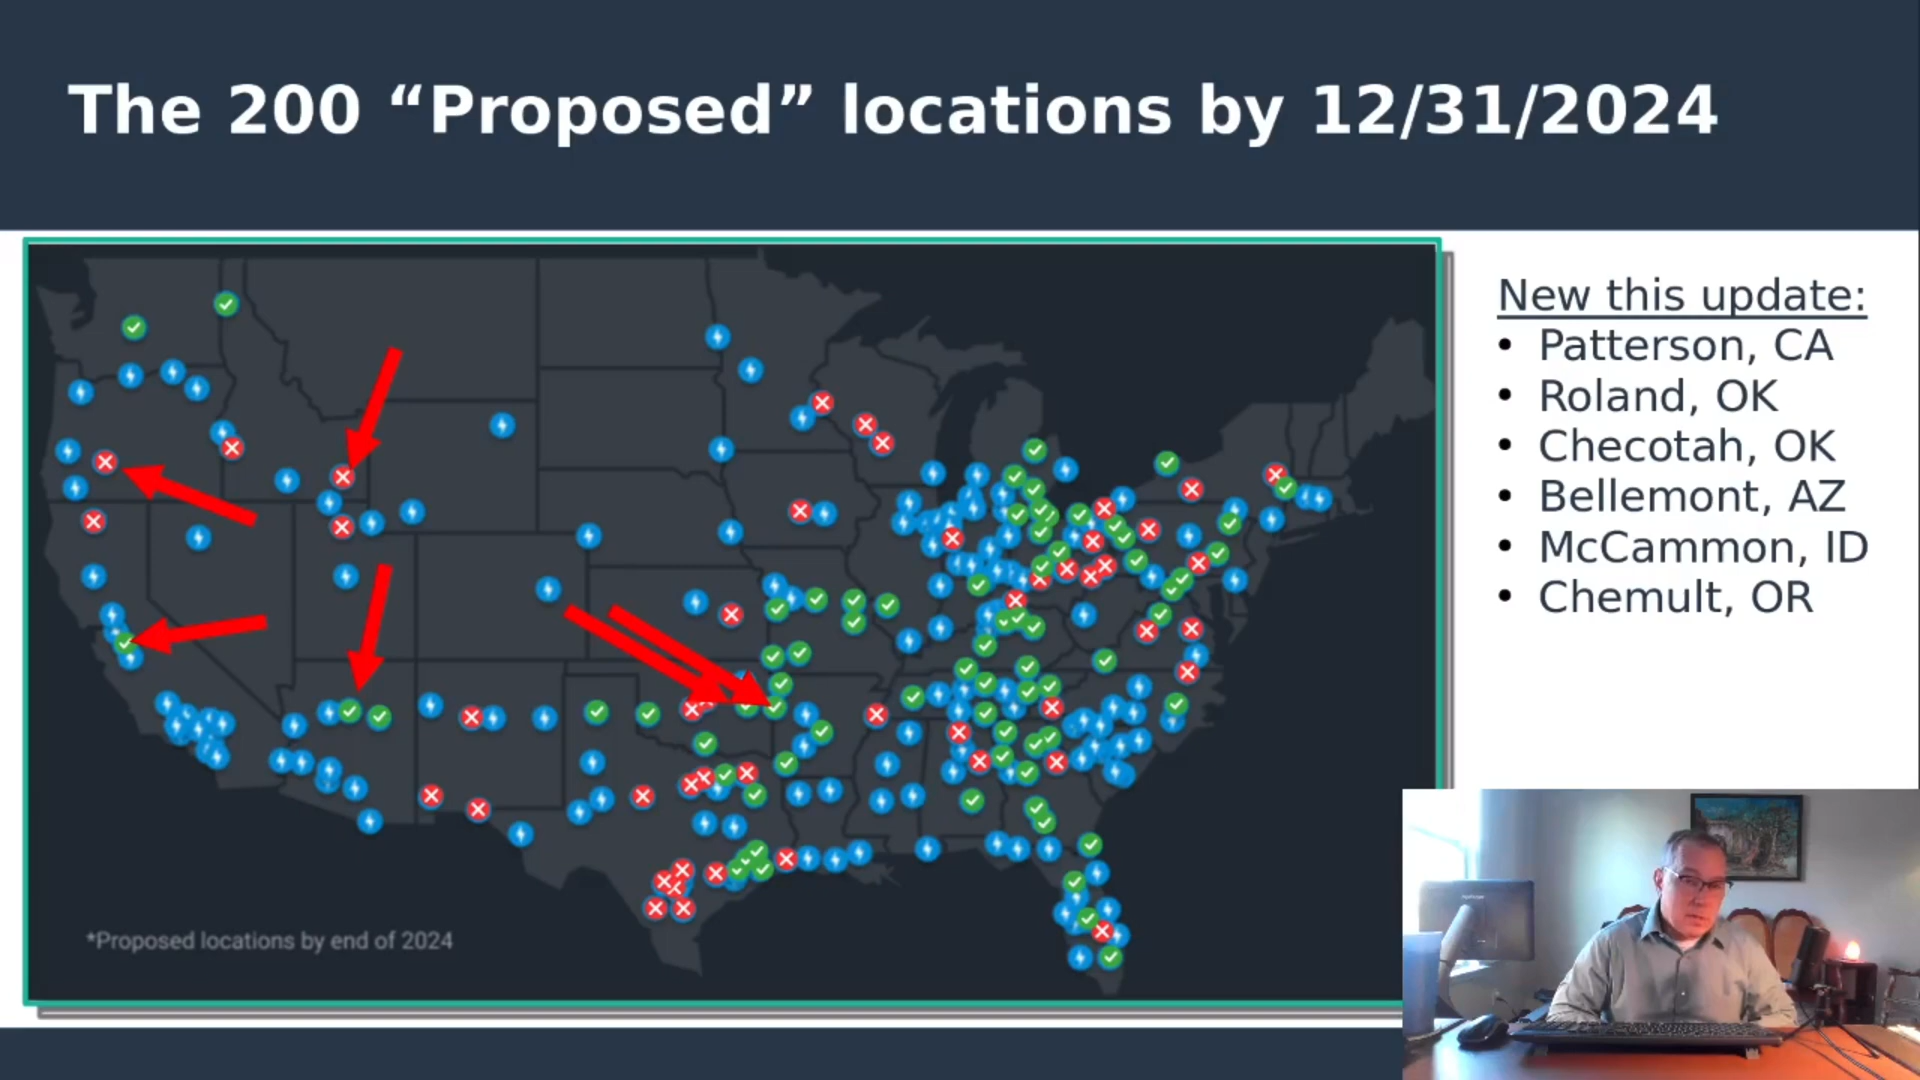 The 200 “Proposed” locations by 12/31/2024
New this update:
• Patterson, CA
• Roland, OK
• Checotah, OK
• Bellemont, AZ
• McCammon, ID
• Chemult, OR
*Proposed locations by end of 2024